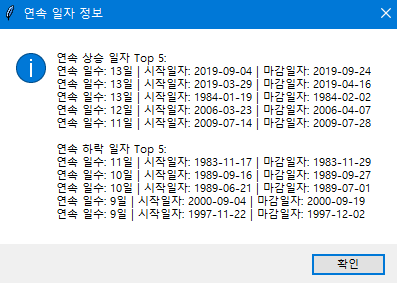 연속 일자 정보
연속 상승 일자 Top 5:
연속 일수: 13일 | 시작일자: 2019-09-04 | 마감일자: 2019-09-24
연속 일수: 13일 | 시작일자: 2019-03-29 | 마감일자: 2019-04-16
연속 일수: 13일 | 시작일자: 1984-01-19 | 마감일자: 1984-02-02
연속 일수: 12일 | 시작일자: 2006-03-23 | 마감일자: 2006-04-07
연속 일수: 11일 | 시작일자: 2009-07-14 | 마감일자: 2009-07-28
연속 하락 일자 Top 5:
연속 일수: 11일 | 시작일자: 1983-11-17 | 마감일자: 1983-11-29
연속 일수: 10일 | 시작일자: 1989-09-16 | 마감일자: 1989-09-27
연속 일수: 10일 | 시작일자: 1989-06-21 | 마감일자: 1989-07-01
연속 일수: 9일 | 시작일자: 2000-09-04 | 마감일자: 2000-09-19
연속 일수: 9일 | 시작일자: 1997-11-22 | 마감일자: 1997-12-02
확인